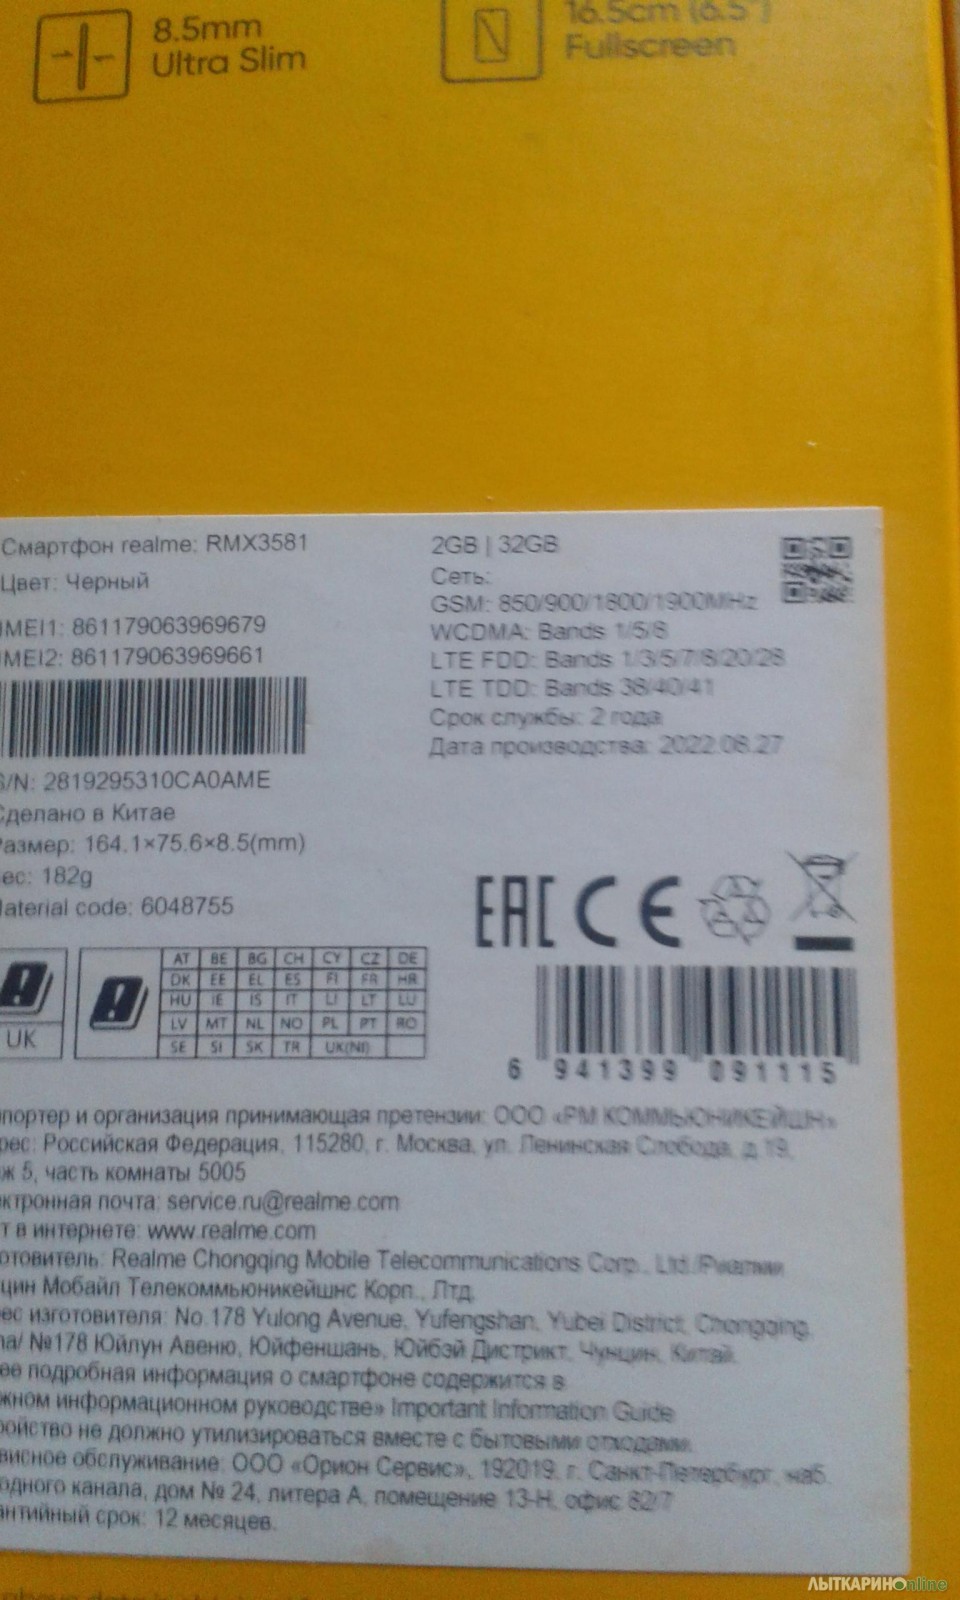 8.5mm
Ultra Slim
16.5cm (6.5")
Fullscreen
Смартфон realme: RMX3581
Цвет: Черный
IMEI1: 861179063969679
IMEI2: 861179063969661
S/N: 2819295310CA0AME
Сделано в Китае
Размер: 164.1×75.6×8.5(mm)
ес: 182g
aterial code: 6048755
2GB | 32GB
Сеть:
GSM: 850/900/1800/1900MHz
WCDMA: Bands 1/5/8
LTE FDD: Bands 1/3/5/7/8/20/28
LTE TDD: Bands 38/40/41
Срок службы: 2 года
Дата производства: 2022.08.27
EAC CE
UK
AT BE BG CH CY CZ DE
DK EE EL ES FI FR HR
HU IE IS IT LI LT LU
LV MT NL NO PL PT RO
SE SI SK TR UK(NI)
6 941399 091115
портер и организация принимающая претензии: ООО «РМ КОММЬЮНИКЕЙШН»
рес: Российская Федерация, 115280, г. Москва, ул. Ленинская Слобода, д 19,
ж 5, часть комнаты 5005
ктронная почта: service.ru@realme.com
т в интернете: www.realme.com
отовитель: Realme Chongqing Mobile Telecommunications Corp., Ltd./Риалми
цин Мобайл Телекоммьюникейшнс Корп., Лтд.
ес изготовителя: No.178 Yulong Avenue, Yufengshan, Yubei District, Chongqing,
na/ №178 Юйлун Авеню, Юйфеншань, Юйбэй Дистрикт, Чунцин, Китай.
ее подробная информация о смартфоне содержится в
жном информационном руководстве» Important Information Guide
ройство не должно утилизироваться вместе с бытовыми отходами.
висное обслуживание: ООО «Орион Сервис», 192019, г. Санкт-Петербург, наб.
одного канала, дом № 24, литера А, помещение 13-Н, офис 82/7
антийный срок: 12 месяцев.
ЛЫТКАРИНОonline